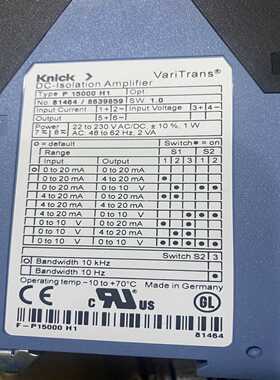 Knick > VariTrans®
DC-Isolation Amplifier
Type P 15000 H1 Opt.
No 81464 / 8639859 SW. 1.0
Input Current 1+ 2- Input Voltage 3+ 4-
Output 5+ 6-
Power 22 to 230 V AC/DC, ± 10 %, 1 W
7 8 AC, 48 to 62 Hz, 2 VA
o = default Switch ● = on
Range S1 S2
Input Output 1 2 3 1 2
0 to 20 mA 0 to 20 mA
0 to 20 mA 4 to 20 mA
0 to 20 mA 0 to 10 V
4 to 20 mA 0 to 20 mA
4 to 20 mA 4 to 20 mA
4 to 20 mA 0 to 10 V
0 to 10 V 0 to 20 mA
0 to 10 V 4 to 20 mA
0 to 10 V 0 to 10 V
Switch S2 3
Bandwidth 10 kHz
Bandwidth 10 Hz
Operating temp. -10 to +70°C Made in Germany
CE C UL US GL
F-P15000 H1 81464